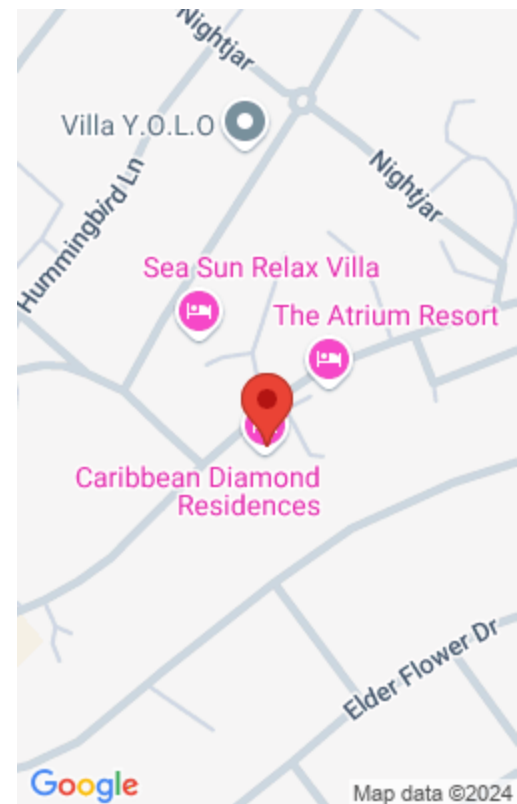 Nightjar
Villa Y.O.L.O
Nightjar
Hummingbird Ln
Sea Sun Relax Villa
The Atrium Resort
Caribbean Diamond
Residences
Elder Flower Dr
Google
Map data ©2024